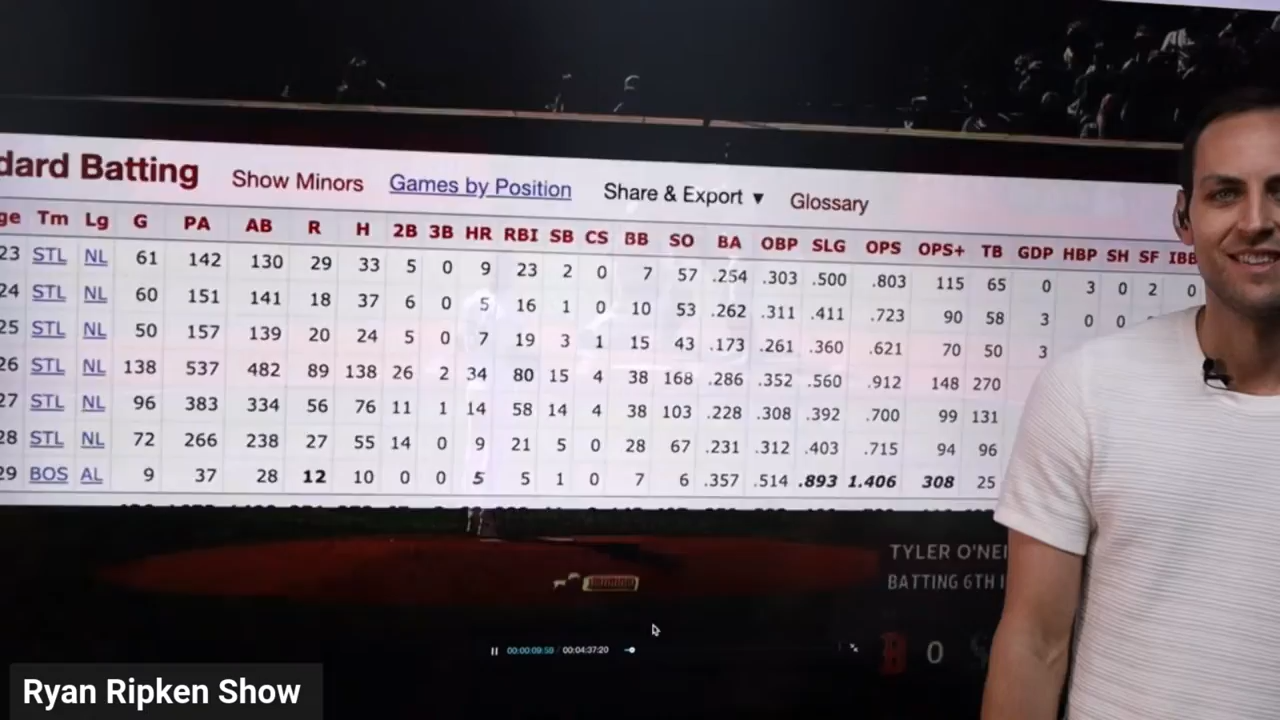 dard Batting Show Minors Games by Position Share & Export ▼ Glossary
ge Tm Lg G PA AB R H 2B 3B HR RBI SB CS BB SO BA OBP SLG OPS OPS+ TB GDP HBP SH SF IBB
23 STL NL 61 142 130 29 33 5 0 9 23 2 0 7 57 .254 .303 .500 .803 115 65 0 3 0 2 0
24 STL NL 60 151 141 18 37 6 0 5 16 1 0 10 53 .262 .311 .411 .723 90 58 3 0 0
25 STL NL 50 157 139 20 24 5 0 7 19 3 1 15 43 .173 .261 .360 .621 70 50 3
26 STL NL 138 537 482 89 138 26 2 34 80 15 4 38 168 .286 .352 .560 .912 148 270
27 STL NL 96 383 334 56 76 11 1 14 58 14 4 38 103 .228 .308 .392 .700 99 131
28 STL NL 72 266 238 27 55 14 0 9 21 5 0 28 67 .231 .312 .403 .715 94 96
29 BOS AL 9 37 28 12 10 0 0 5 5 1 0 7 6 .357 .514 .893 1.406 308 25
TYLER O'NEI
BATTING 6TH I
B 0
00:00:09:59 / 00:04:37:20
Ryan Ripken Show